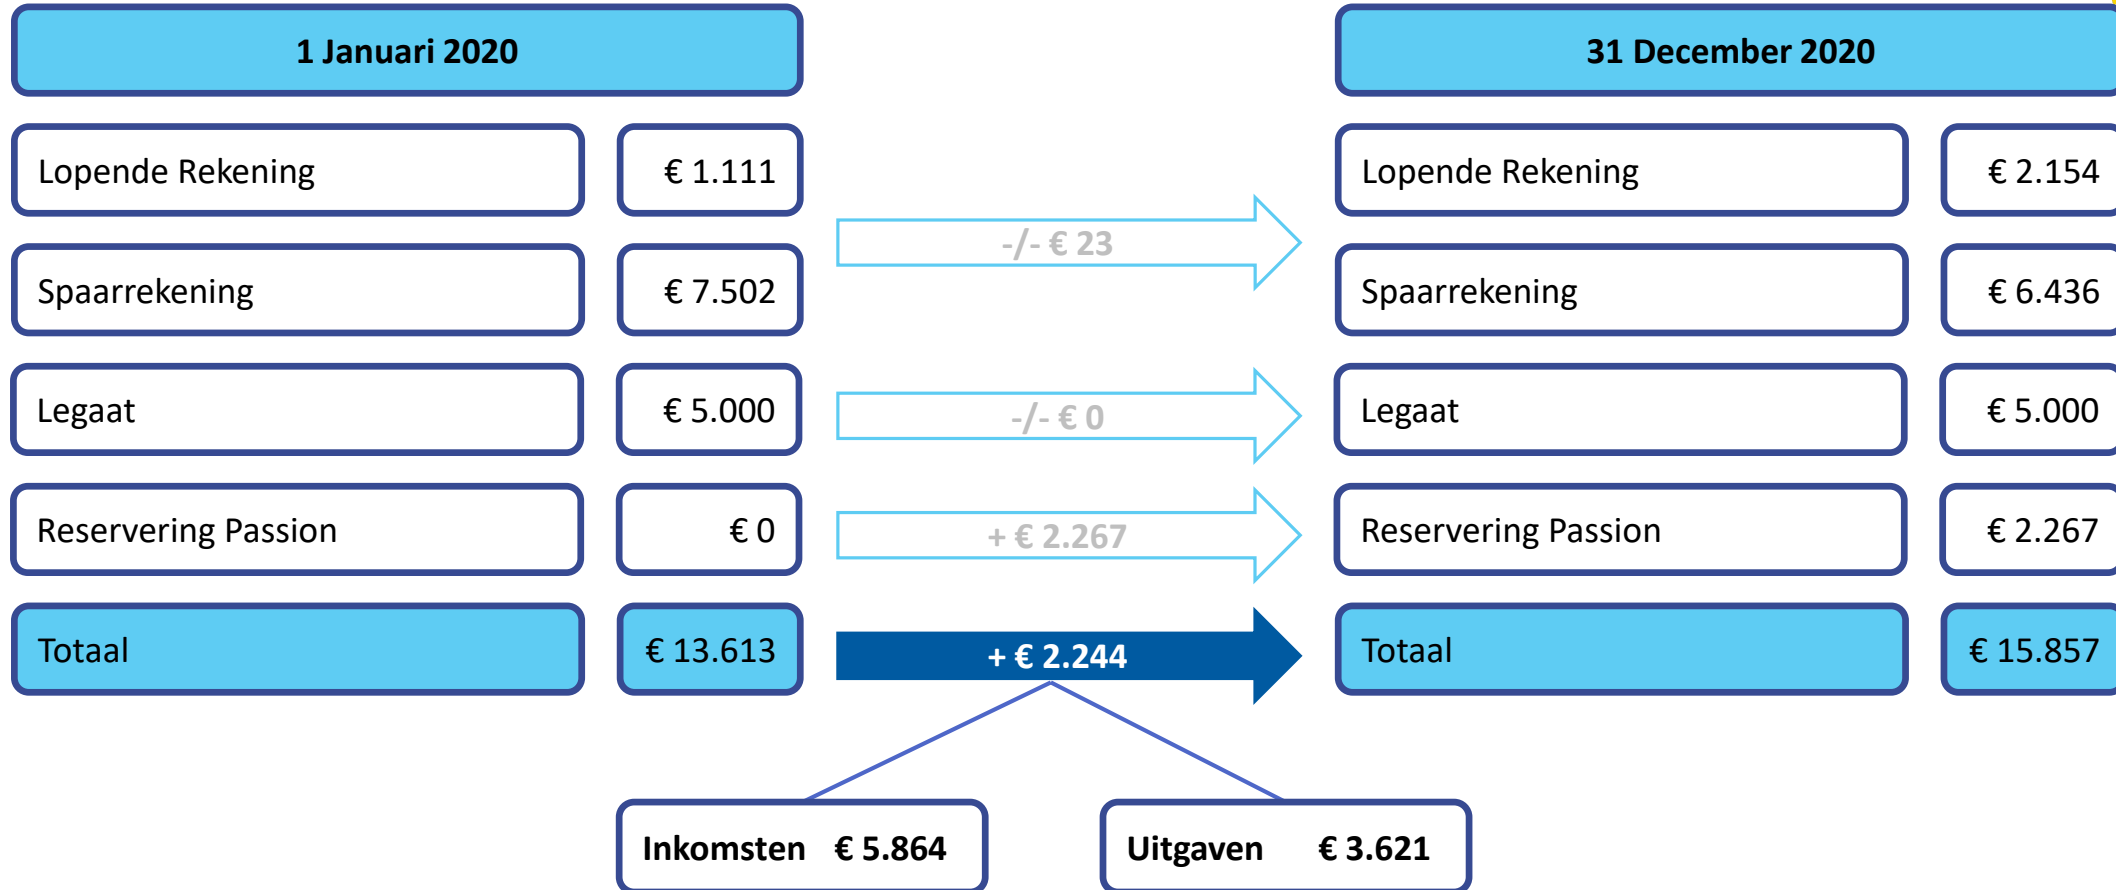 1 Januari 2020
31 December 2020
Lopende Rekening € 1.111
Lopende Rekening € 2.154
-/- € 23
Spaarrekening € 7.502
Spaarrekening € 6.436
Legaat € 5.000
-/- € 0
Legaat € 5.000
Reservering Passion € 0
+ € 2.267
Reservering Passion € 2.267
Totaal € 13.613
+ € 2.244
Totaal € 15.857
Inkomsten € 5.864
Uitgaven € 3.621